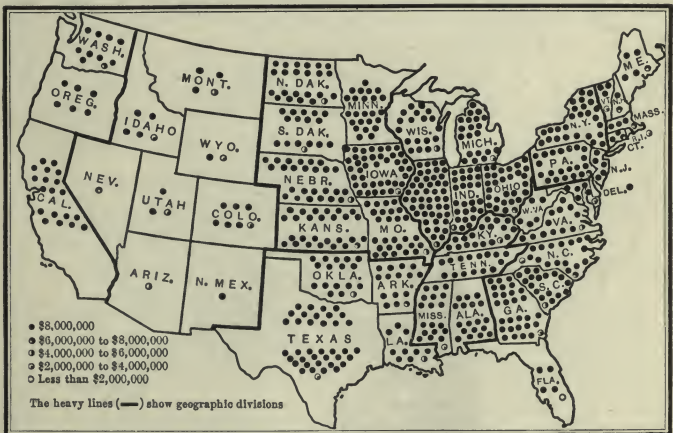 WASH.
OREG.
CAL.
NEV.
IDAHO
MONT.
WYO.
UTAH
COLO.
ARIZ.
N. MEX.
N. DAK.
S. DAK.
NEBR.
KANS.
OKLA.
TEXAS
MINN.
IOWA
MO.
ARK.
LA.
WIS.
MICH.
IND.
OHIO
KY.
TENN.
MISS.
ALA.
GA.
FLA.
S.C.
N.C.
VA.
W.VA.
PA.
N.Y.
N.J.
DEL.
ME.
MASS.
R.I.
CT.
$8,000,000
$6,000,000 to $8,000,000
$4,000,000 to $6,000,000
$2,000,000 to $4,000,000
Less than $2,000,000
The heavy lines (━) show geographic divisions